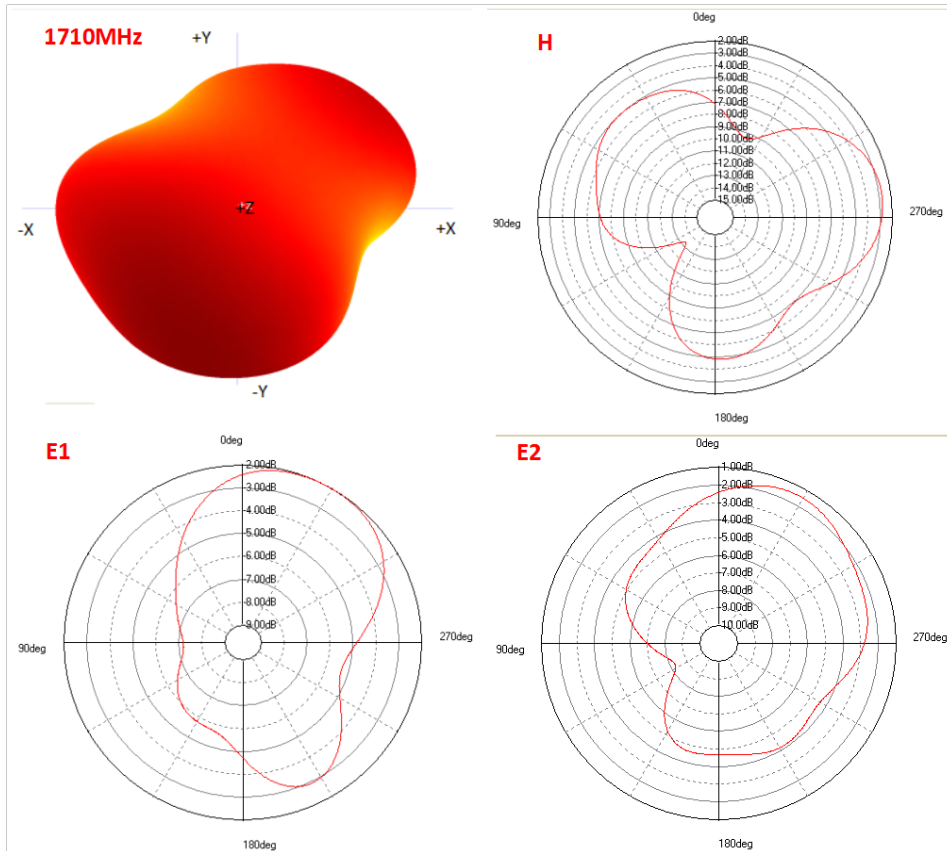 1710MHz
+Y
-X
+Z
+X
-Y
H
0deg
2.00dB
3.00dB
4.00dB
5.00dB
6.00dB
7.00dB
8.00dB
9.00dB
10.00dB
11.00dB
12.00dB
13.00dB
14.00dB
15.00dB
90deg
270deg
180deg
E1
0deg
2.00dB
3.00dB
4.00dB
5.00dB
6.00dB
7.00dB
8.00dB
9.00dB
90deg
270deg
180deg
E2
0deg
1.00dB
2.00dB
3.00dB
4.00dB
5.00dB
6.00dB
7.00dB
8.00dB
9.00dB
10.00dB
90deg
270deg
180deg